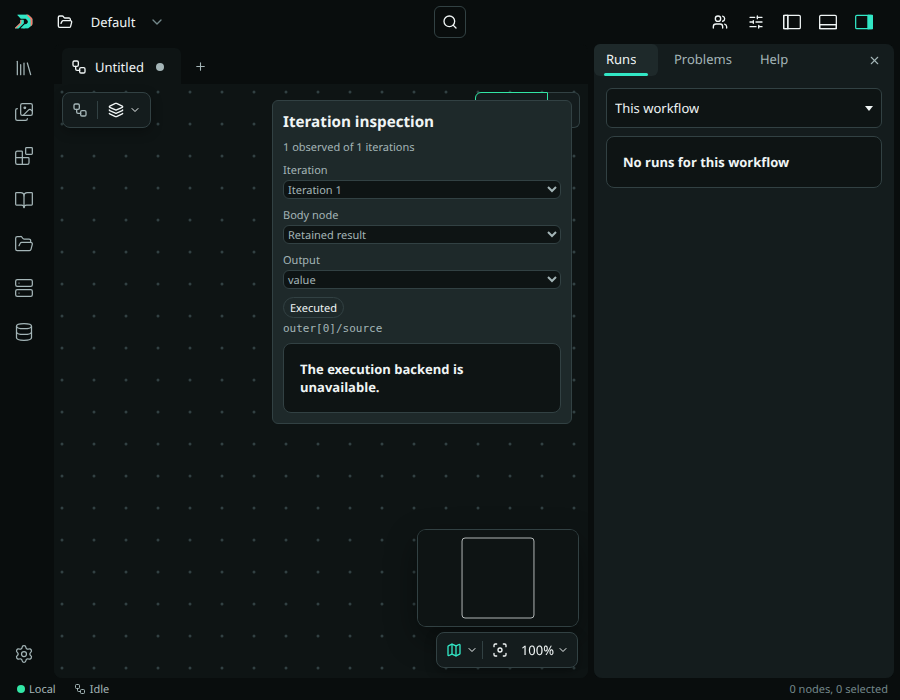 Default
Untitled
Iteration inspection
1 observed of 1 iterations
Iteration
Iteration 1
Body node
Retained result
Output
value
Executed
outer[0]/source
The execution backend is
unavailable.
100%
Runs Problems Help
This workflow
No runs for this workflow
Local Idle 0 nodes, 0 selected